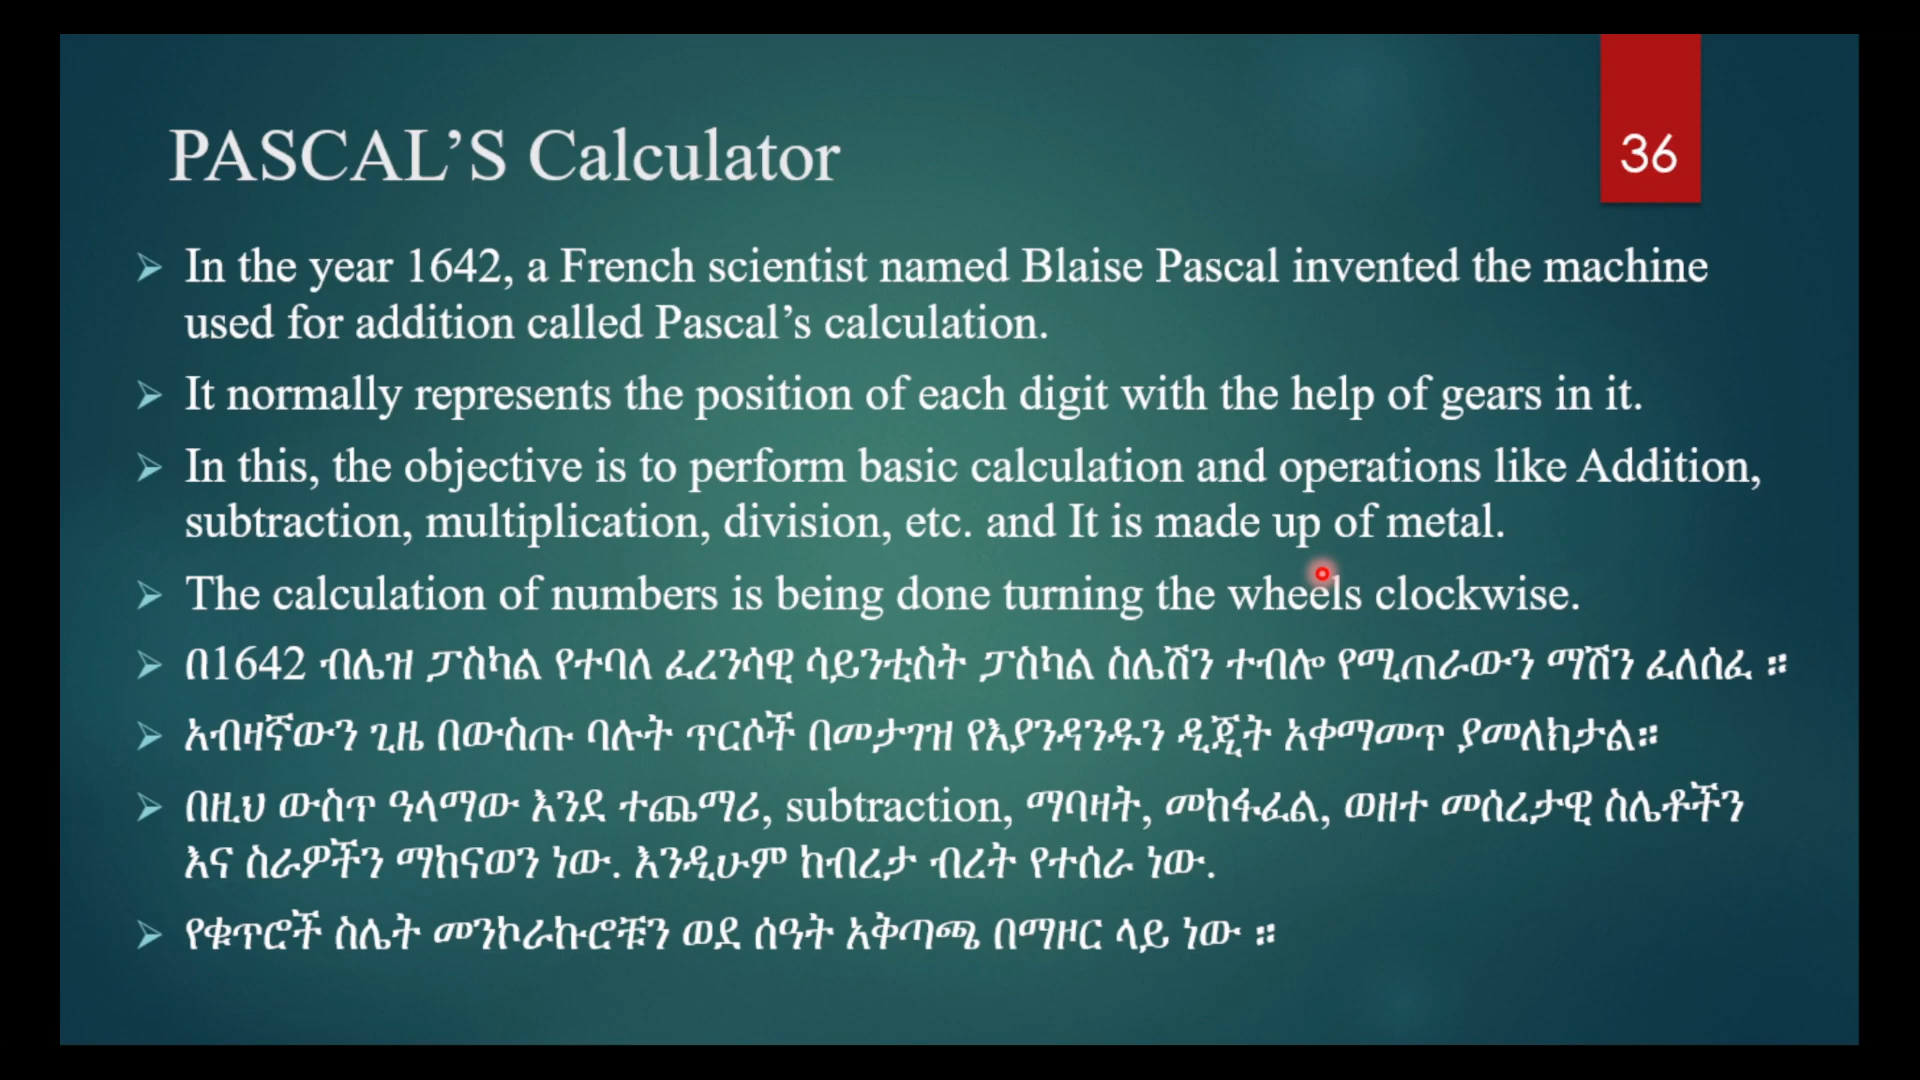 PASCAL’S Calculator
36
In the year 1642, a French scientist named Blaise Pascal invented the machine
used for addition called Pascal’s calculation.
It normally represents the position of each digit with the help of gears in it.
In this, the objective is to perform basic calculation and operations like Addition,
subtraction, multiplication, division, etc. and It is made up of metal.
The calculation of numbers is being done turning the wheels clockwise.
በ1642 ብሌዝ ፓስካል የተባለ ፈረንሳዊ ሳይንቲስት ፓስካል ስሌሽን ተብሎ የሚጠራውን ማሽን ፈለሰፈ ።
አብዛኛውን ጊዜ በውስጡ ባሉት ጥርሶች በመታገዝ የእያንዳንዱን ዲጂት አቀማመጥ ያመለክታል።
በዚህ ውስጥ ዓላማው እንደ ተጨማሪ, subtraction, ማባዛት, መከፋፈል, ወዘተ መሰረታዊ ስሌቶችን
እና ስራዎችን ማከናወን ነው. እንዲሁም ከብረታ ብረት የተሰራ ነው.
የቁጥሮች ስሌት መንኮራኩሮቹን ወደ ሰዓት አቅጣጫ በማዞር ላይ ነው ።